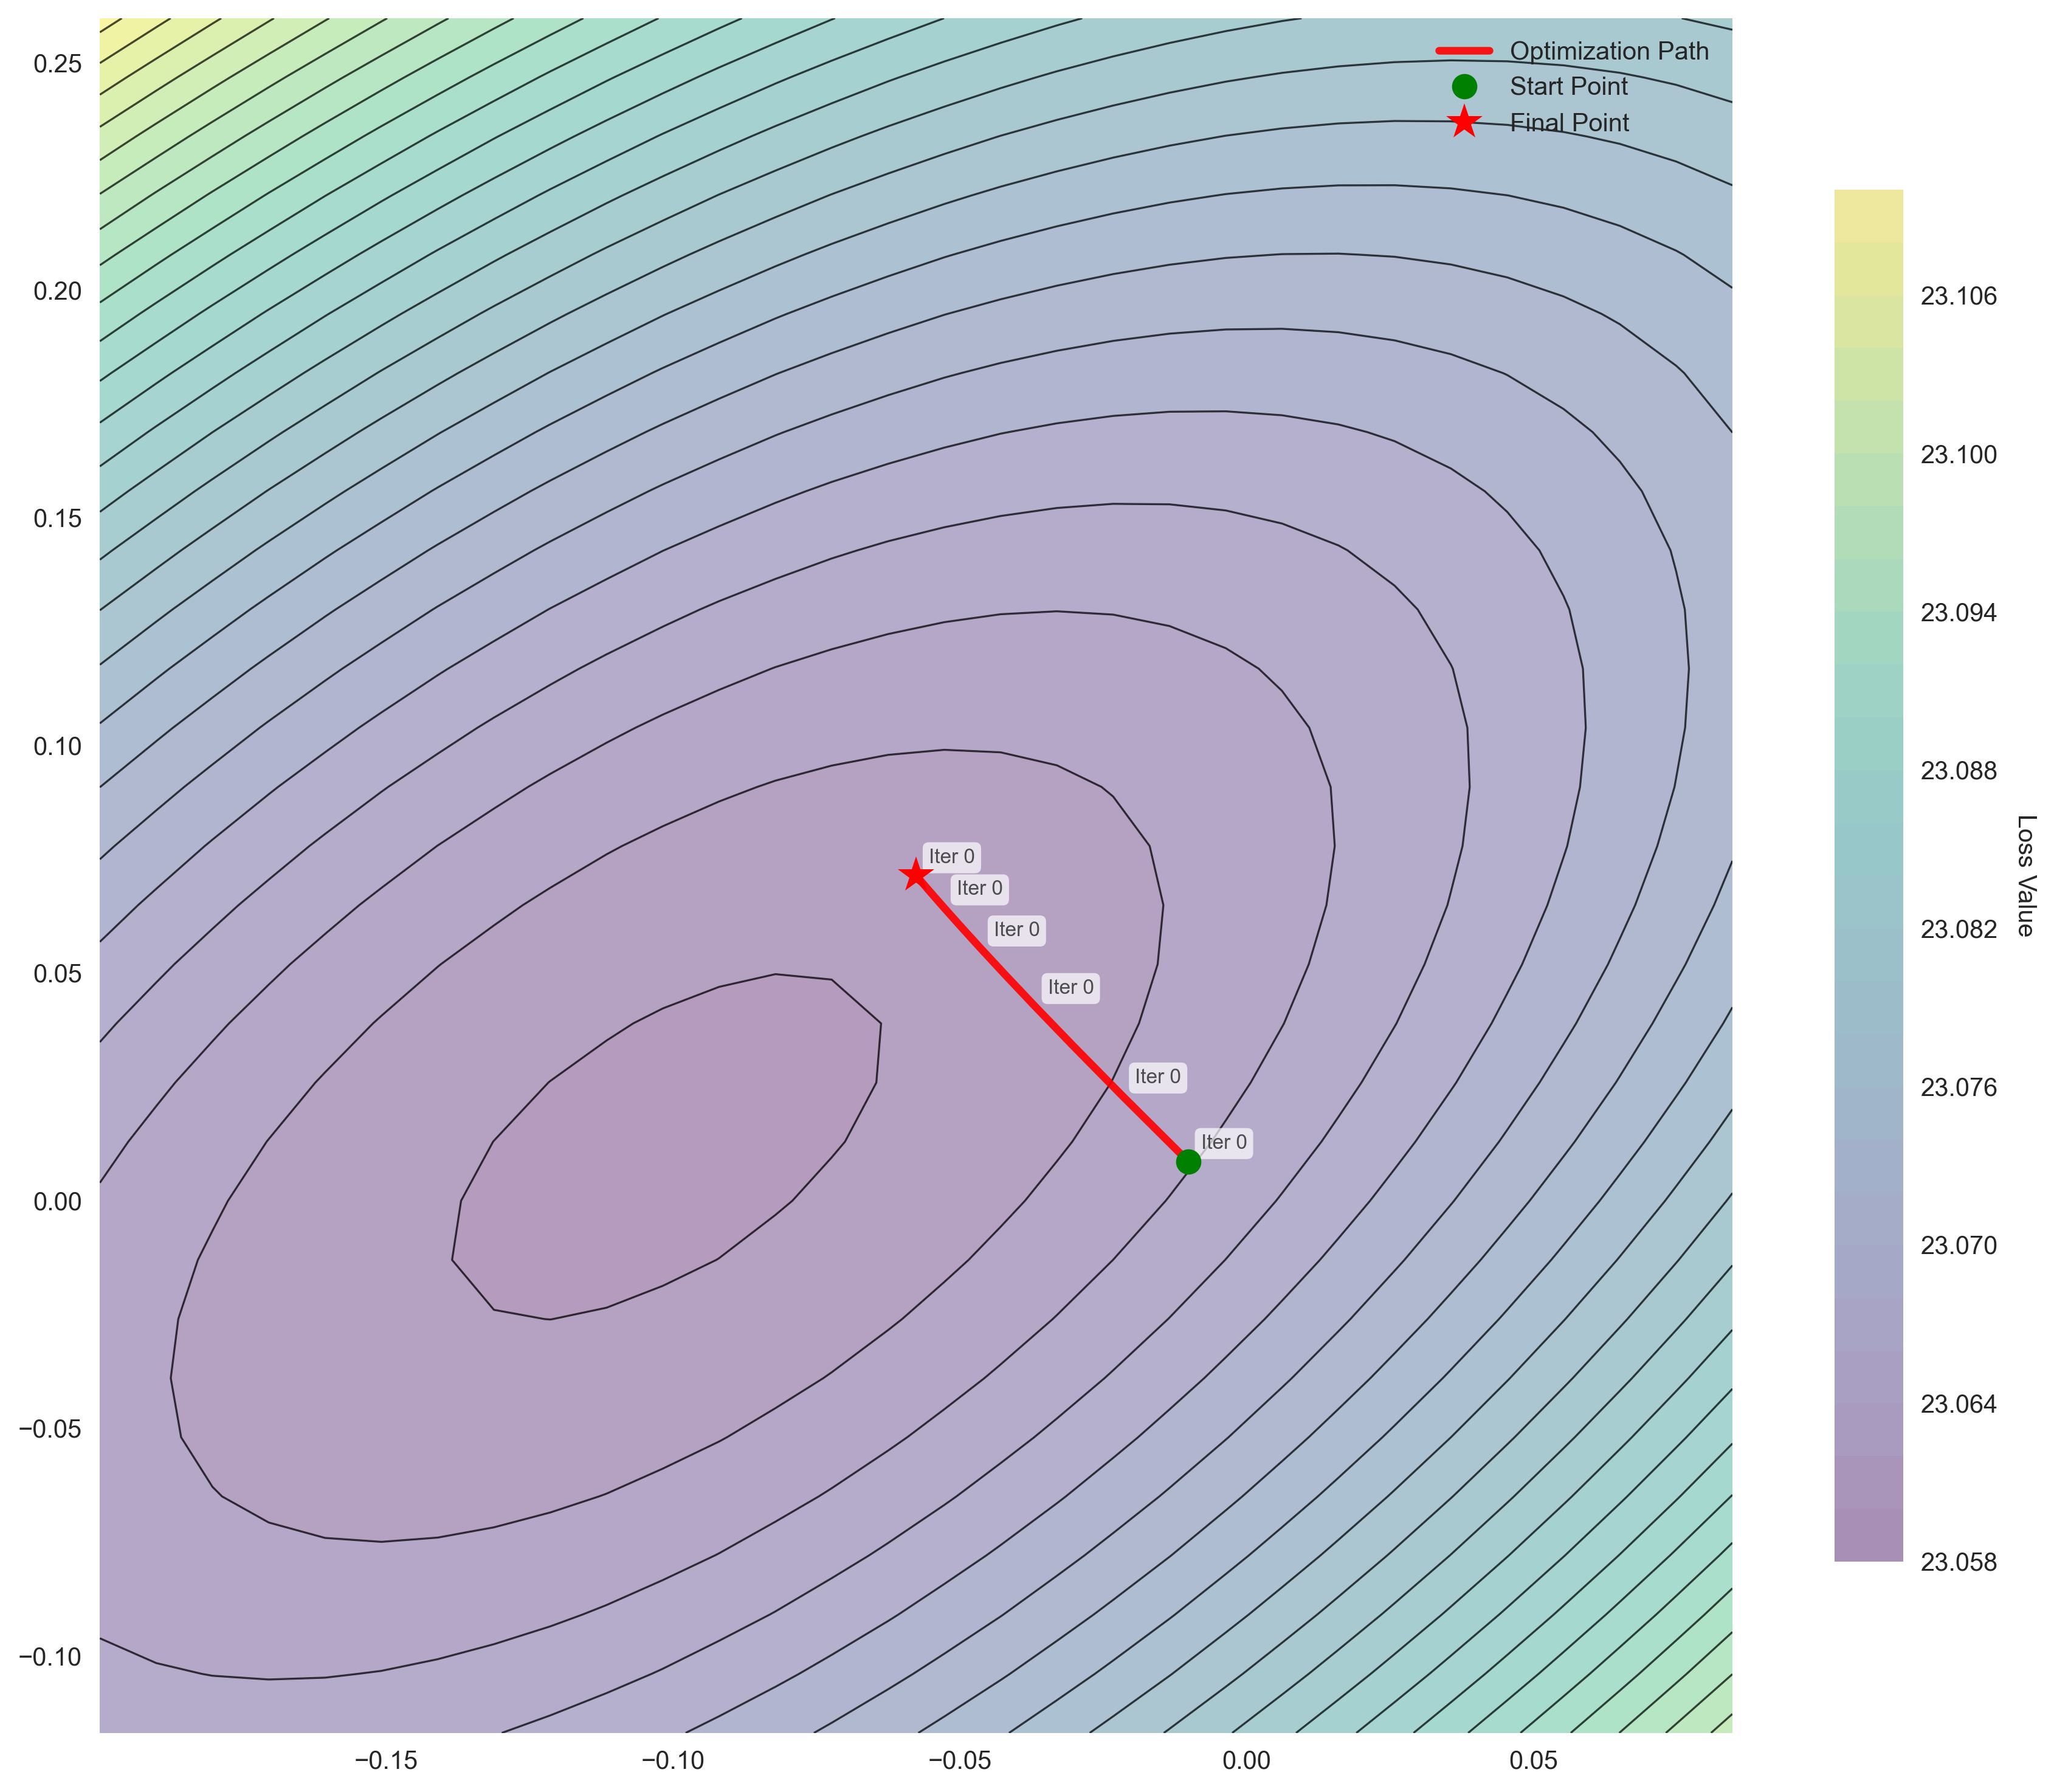 Optimization Path
Start Point
Final Point
0.25
0.20
0.15
0.10
0.05
0.00
−0.05
−0.10
Iter 0
Iter 0
Iter 0
Iter 0
Iter 0
Iter 0
−0.15
−0.10
−0.05
0.00
0.05
23.106
23.100
23.094
23.088
23.082
23.076
23.070
23.064
23.058
Loss Value